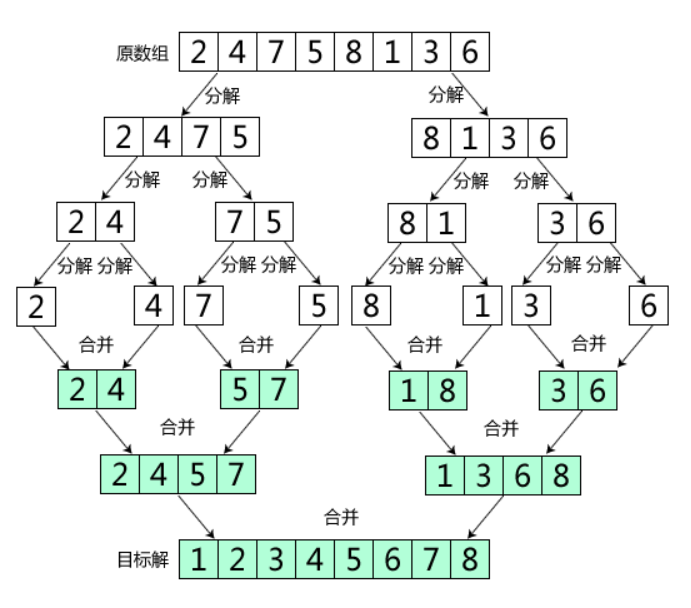 原数组 2 4 7 5 8 1 3 6
分解 分解
2 4 7 5 8 1 3 6
分解 分解 分解 分解
2 4 7 5 8 1 3 6
分解 分解 分解 分解 分解 分解 分解 分解
2 4 7 5 8 1 3 6
合并 合并 合并 合并
2 4 5 7 1 8 3 6
合并 合并
2 4 5 7 1 3 6 8
合并
目标解 1 2 3 4 5 6 7 8